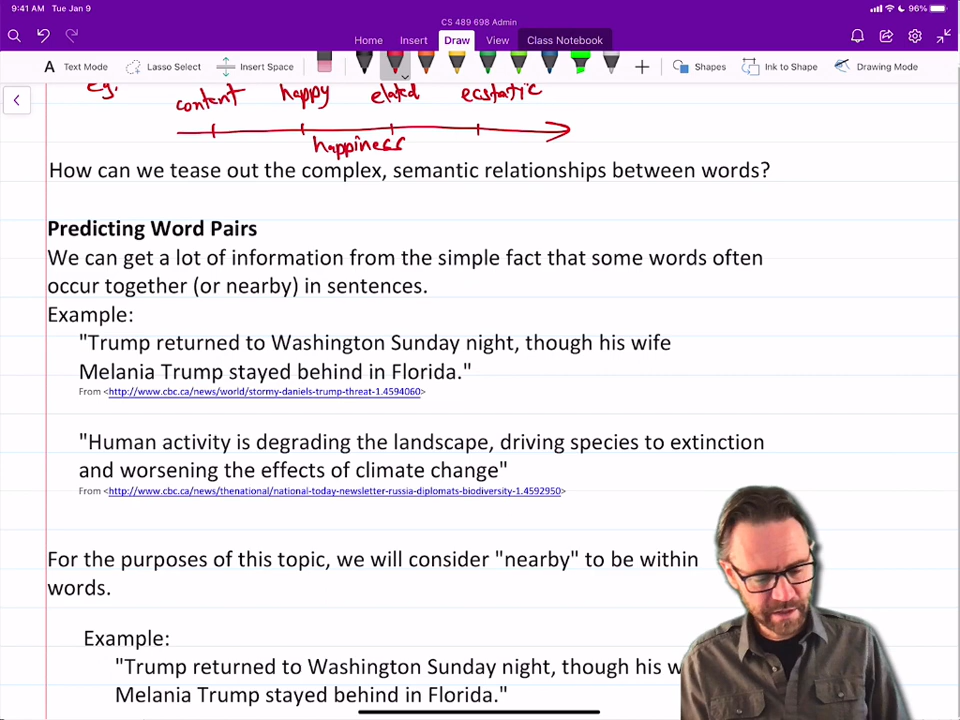 9:41 AM Tue Jan 9
96%
CS 489 698 Admin
Home Insert Draw View Class Notebook
A Text Mode Lasso Select Insert Space Shapes Ink to Shape Drawing Mode
eg.
content happy elated ecstatic
happiness
How can we tease out the complex, semantic relationships between words?
Predicting Word Pairs
We can get a lot of information from the simple fact that some words often
occur together (or nearby) in sentences.
Example:
"Trump returned to Washington Sunday night, though his wife
Melania Trump stayed behind in Florida."
From <http://www.cbc.ca/news/world/stormy-daniels-trump-threat-1.4594060>
"Human activity is degrading the landscape, driving species to extinction
and worsening the effects of climate change"
From <http://www.cbc.ca/news/thenational/national-today-newsletter-russia-diplomats-biodiversity-1.4592950>
For the purposes of this topic, we will consider "nearby" to be within
words.
Example:
"Trump returned to Washington Sunday night, though his w
Melania Trump stayed behind in Florida."